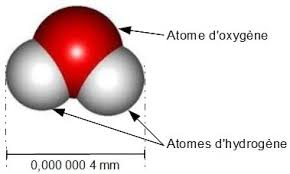 Atome d'oxygène
Atomes d'hydrogène
0,000 000 4 mm